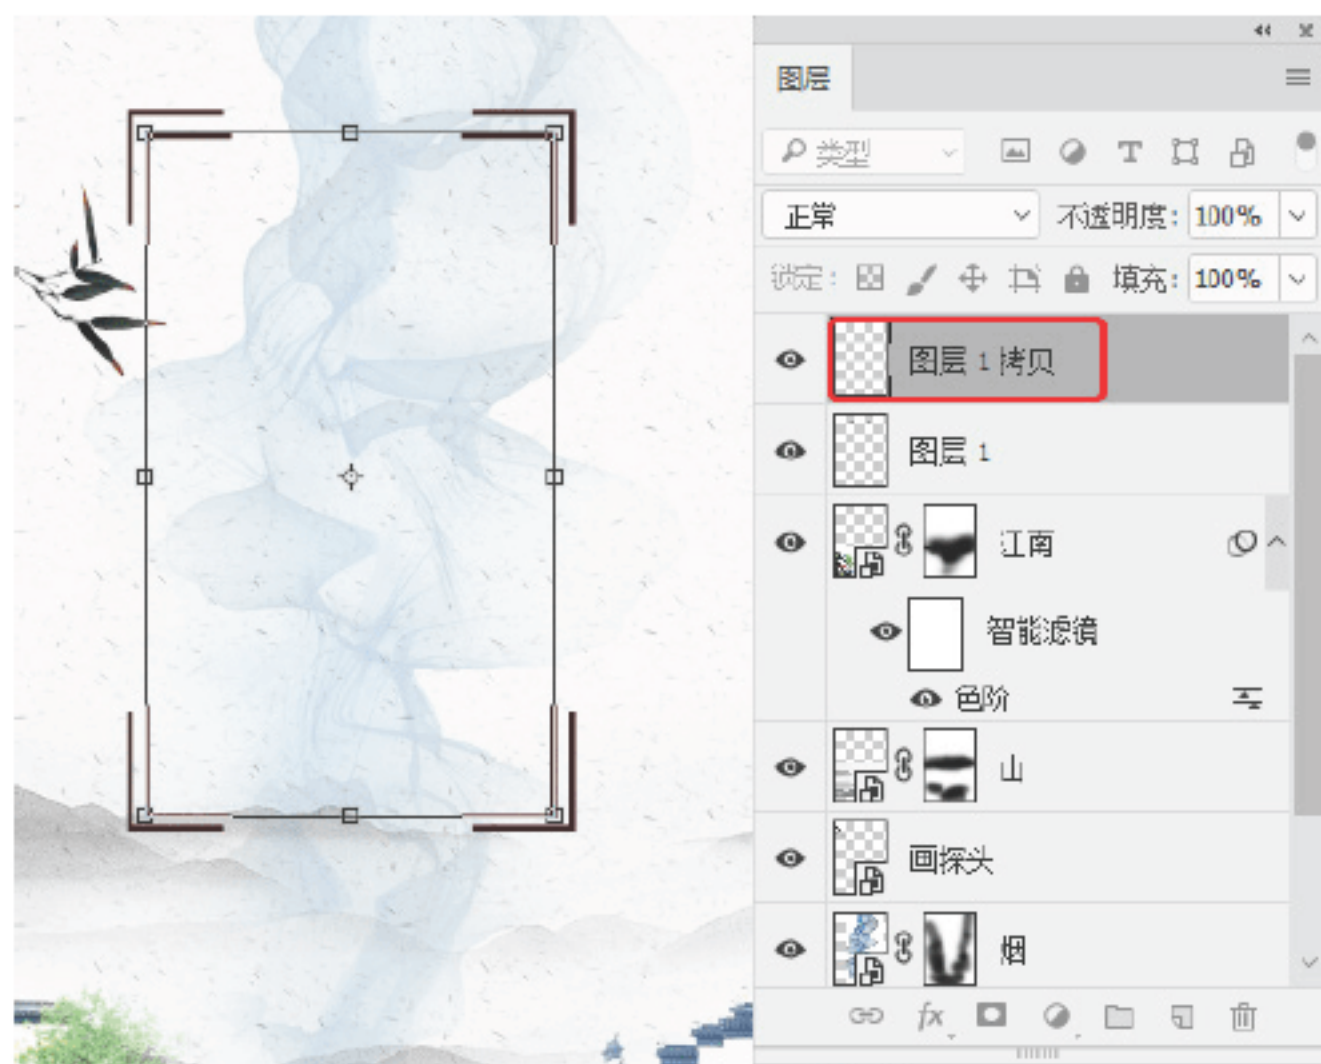 图层
类型
正常 不透明度: 100%
锁定: 填充: 100%
图层 1 拷贝
图层 1
江南
智能滤镜
色阶
山
画探头
烟
fx